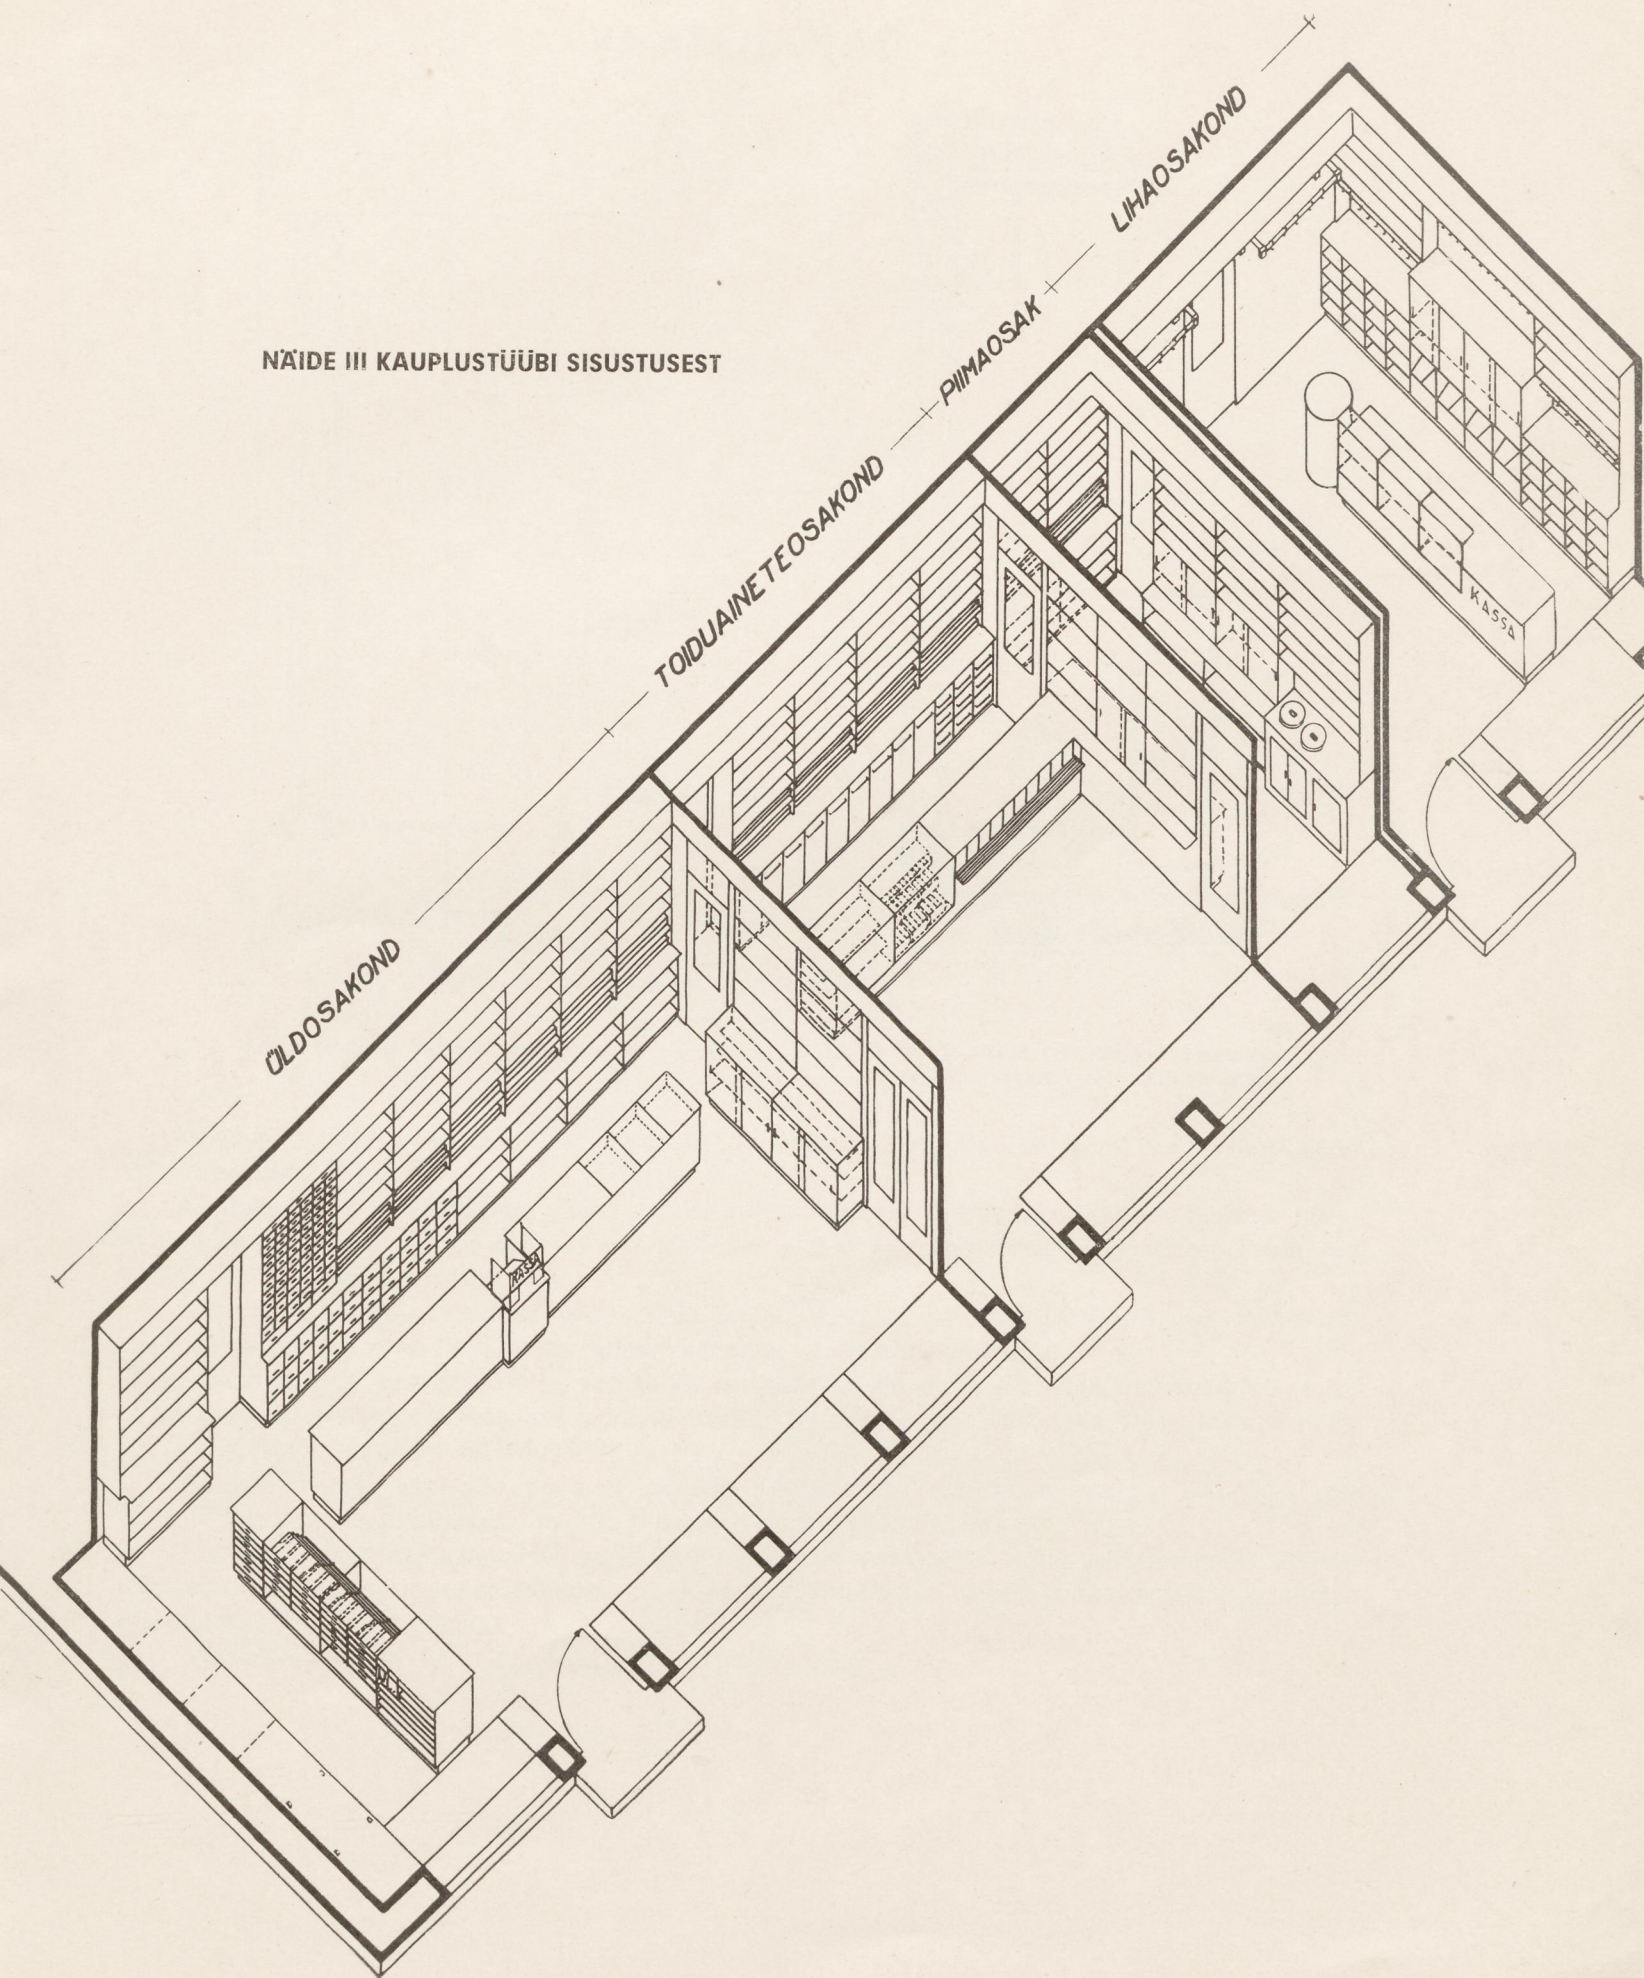 NÄIDE III KAUPLUSTÜÜBI SISUSTUSEST
ÜLDOSAKOND
TOIDUAINETEOSAKOND
PIIMAOSAK
LIHAOSAKOND
KASSA
KASSA